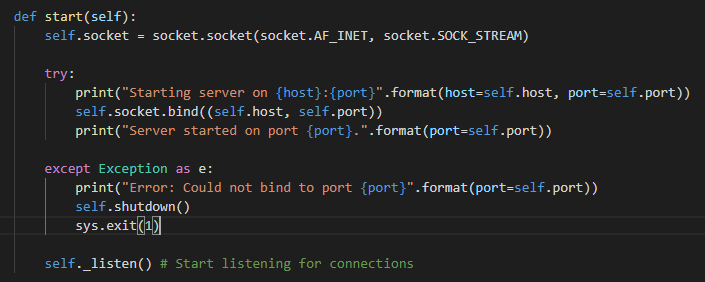 def start(self):
self.socket = socket.socket(socket.AF_INET, socket.SOCK_STREAM)
try:
print("Starting server on {host}:{port}".format(host=self.host, port=self.port))
self.socket.bind((self.host, self.port))
print("Server started on port {port}.".format(port=self.port))
except Exception as e:
print("Error: Could not bind to port {port}".format(port=self.port))
self.shutdown()
sys.exit(1)
self._listen() # Start listening for connections